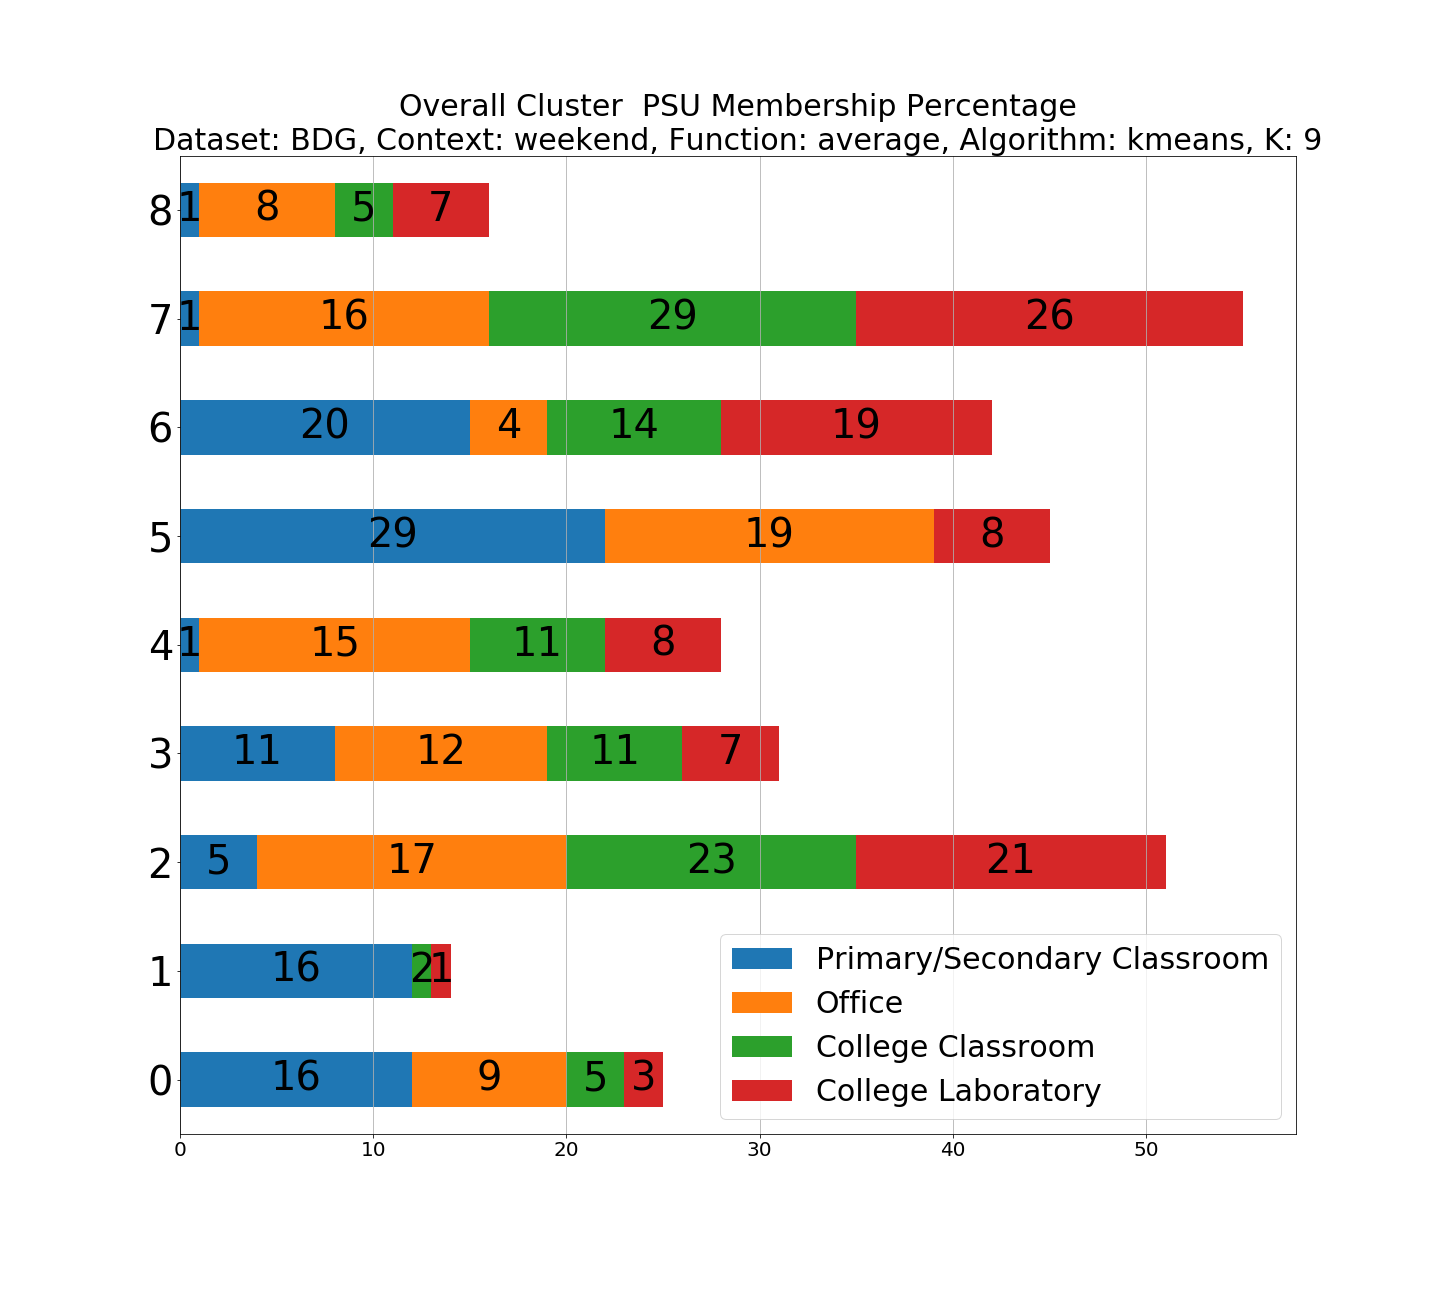 Overall Cluster  PSU Membership Percentage
Dataset: BDG, Context: weekend, Function: average, Algorithm: kmeans, K: 9
8 1 8 5 7
7 1 16 29 26
6 20 4 14 19
5 29 19 8
4 1 15 11 8
3 11 12 11 7
2 5 17 23 21
1 16 2 1
0 16 9 5 3
Primary/Secondary Classroom
Office
College Classroom
College Laboratory
0 10 20 30 40 50